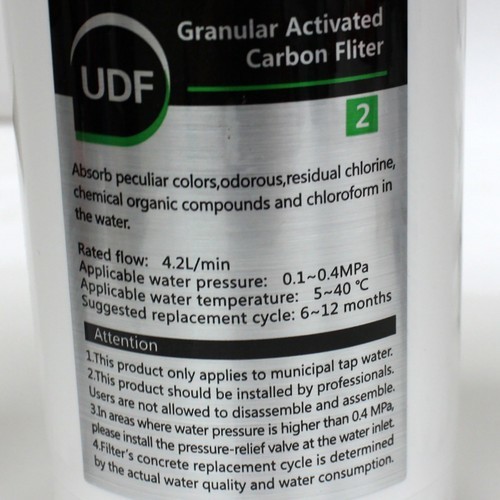 Granular Activated
Carbon Fliter
UDF
2
Absorb peculiar colors,odorous,residual chlorine,
chemical organic compounds and chloroform in
the water.
Rated flow: 4.2L/min
Applicable water pressure: 0.1~0.4MPa
Applicable water temperature: 5~40 ℃
Suggested replacement cycle: 6~12 months
Attention
1.This product only applies to municipal tap water.
2.This product should be installed by professionals.
Users are not allowed to disassemble and assemble.
3.In areas where water pressure is higher than 0.4 MPa,
please install the pressure-relief valve at the water inlet.
4.Filter's concrete replacement cycle is determined
by the actual water quality and water consumption.